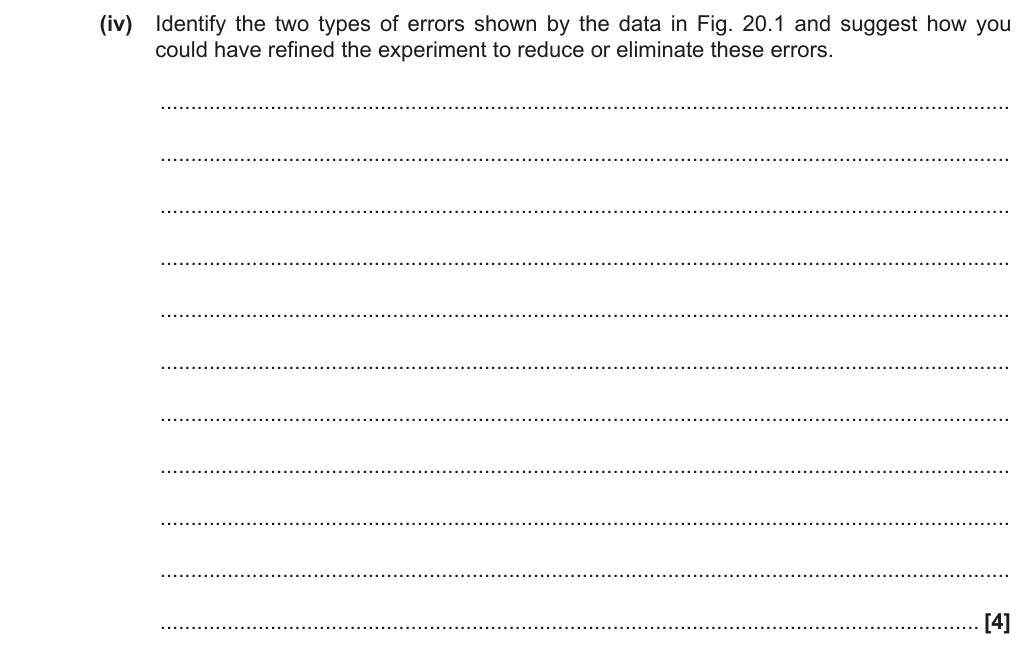 (iv) Identify the two types of errors shown by the data in Fig. 20.1 and suggest how you
could have refined the experiment to reduce or eliminate these errors.
[4]